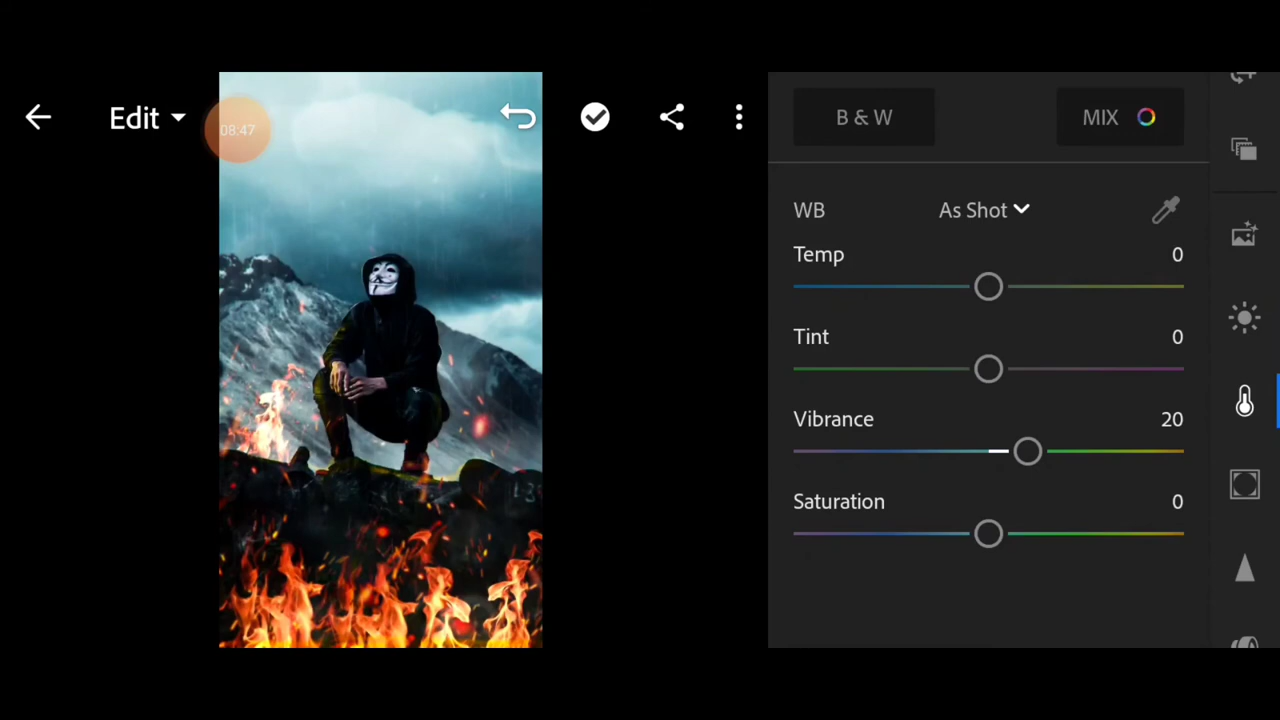 Edit
08:47
B & W
MIX
WB
As Shot
Temp
0
Tint
0
Vibrance
20
Saturation
0